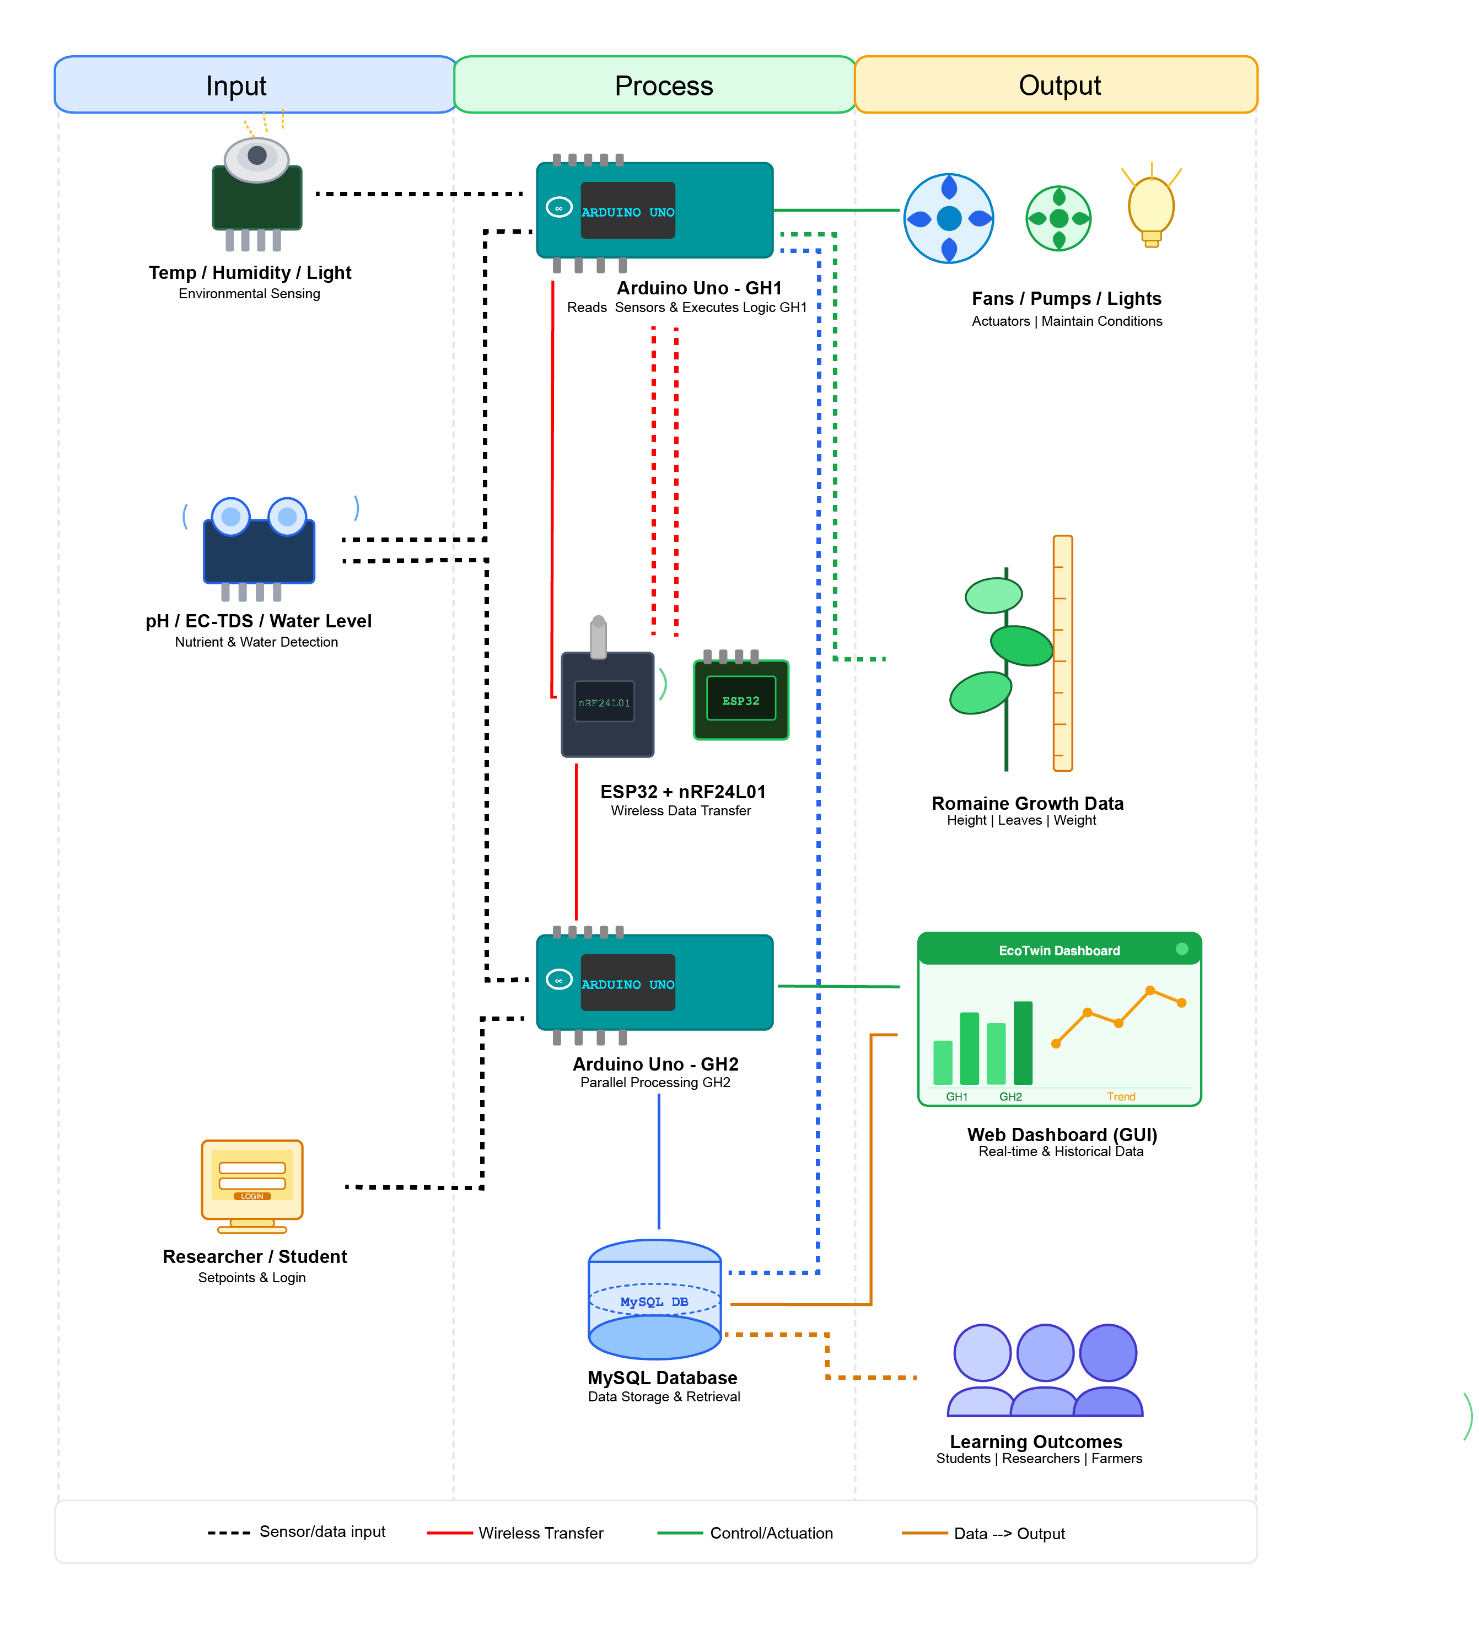 Input
Process
Output
∞
ARDUINO UNO
Temp / Humidity / Light
Environmental Sensing
Arduino Uno - GH1
Reads  Sensors & Executes Logic GH1
Fans / Pumps / Lights
Actuators | Maintain Conditions
pH / EC-TDS / Water Level
Nutrient & Water Detection
nRF24L01
ESP32
ESP32 + nRF24L01
Wireless Data Transfer
Romaine Growth Data
Height | Leaves | Weight
∞
ARDUINO UNO
Arduino Uno - GH2
Parallel Processing GH2
EcoTwin Dashboard
GH1
GH2
Trend
Web Dashboard (GUI)
Real-time & Historical Data
LOGIN
Researcher / Student
Setpoints & Login
MySQL DB
MySQL Database
Data Storage & Retrieval
Learning Outcomes
Students | Researchers | Farmers
Sensor/data input
Wireless Transfer
Control/Actuation
Data --> Output